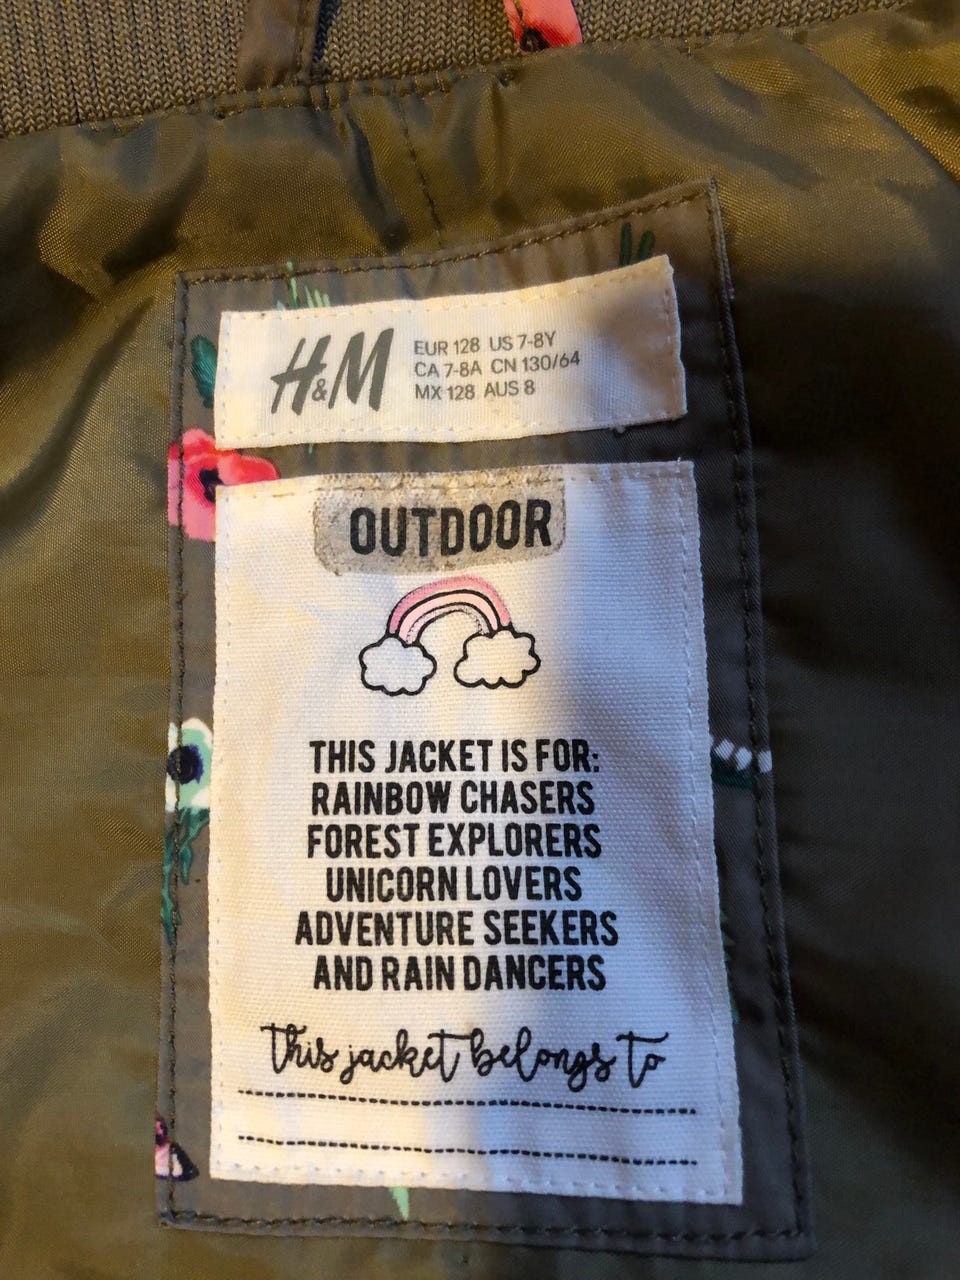 H&M
EUR 128 US 7-8Y
CA 7-8A CN 130/64
MX 128 AUS 8
OUTDOOR
THIS JACKET IS FOR:
RAINBOW CHASERS
FOREST EXPLORERS
UNICORN LOVERS
ADVENTURE SEEKERS
AND RAIN DANCERS
this jacket belongs to